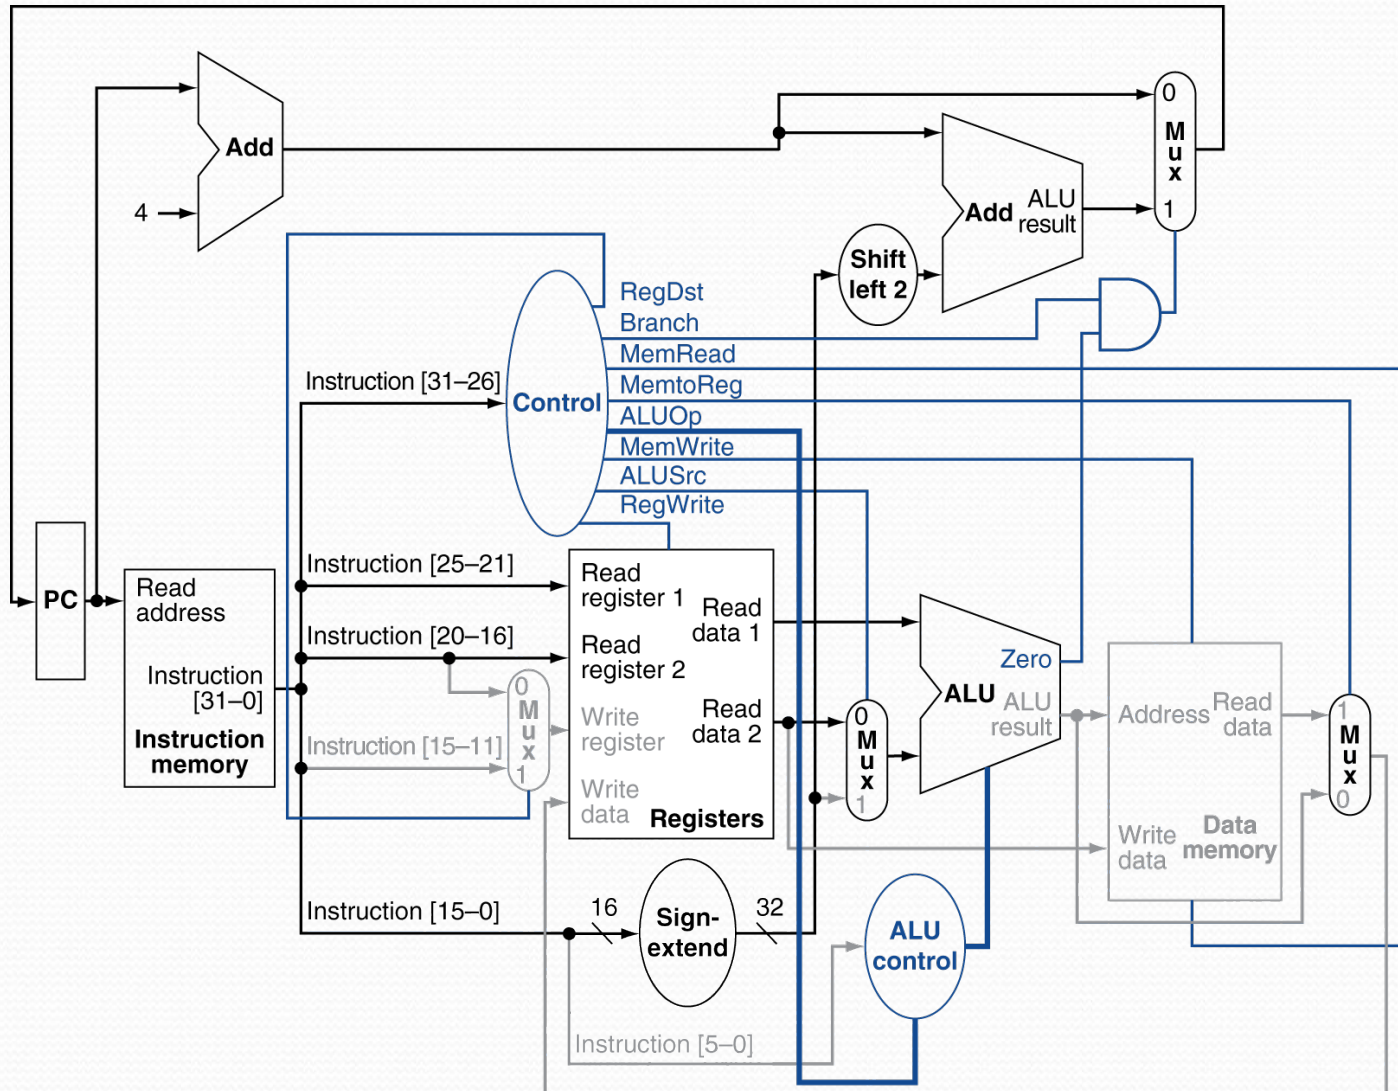 0
M
u
x
1
Add
4
Add
ALU
result
Shift
left 2
RegDst
Branch
MemRead
MemtoReg
ALUOp
MemWrite
ALUSrc
RegWrite
Instruction [31–26]
Control
PC
Read
address
Instruction
[31–0]
Instruction
memory
Instruction [25–21]
Instruction [20–16]
Instruction [15–11]
0
M
u
x
1
Read
register 1
Read
register 2
Write
register
Write
data
Read
data 1
Read
data 2
Registers
0
M
u
x
1
Zero
ALU
ALU
result
Address
Read
data
Write
data
Data
memory
1
M
u
x
0
Instruction [15–0]
16
Sign-
extend
32
ALU
control
Instruction [5–0]